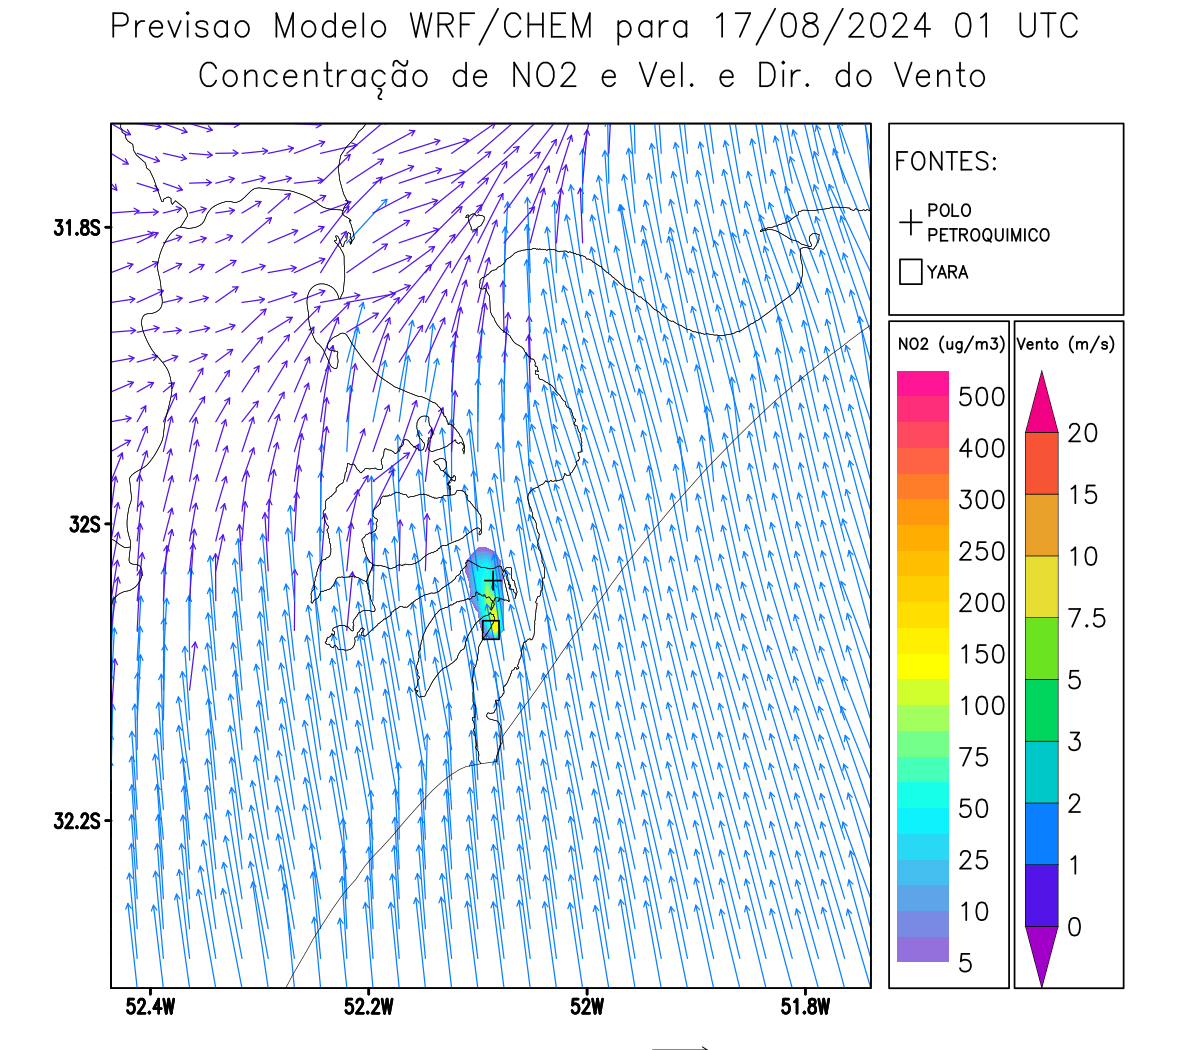 Previsao Modelo WRF/CHEM para 17/08/2024 01 UTC
Concentração de NO2 e Vel. e Dir. do Vento
FONTES:
POLO
PETROQUIMICO
YARA
31.8S
32S
32.2S
52.4W
52.2W
52W
51.8W
NO2 (ug/m3)
500
400
300
250
200
150
100
75
50
25
10
5
Vento (m/s)
20
15
10
7.5
5
3
2
1
0